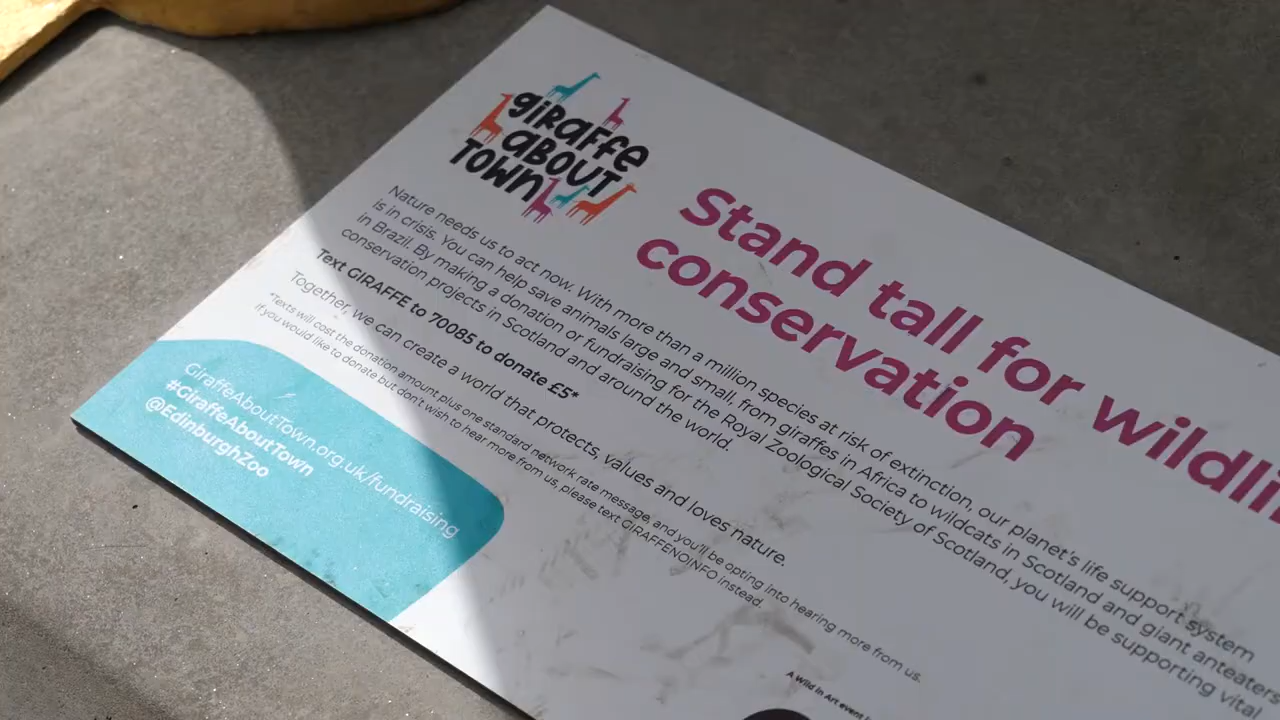 giraffe
about
town
Stand tall for wildli
conservation
Nature needs us to act now. With more than a million species at risk of extinction, our planet's life support system
is in crisis. You can help save animals large and small, from giraffes in Africa to wildcats in Scotland and giant anteaters
in Brazil. By making a donation or fundraising for the Royal Zoological Society of Scotland, you will be supporting vital
conservation projects in Scotland and around the world.
Text GIRAFFE to 70085 to donate £5*
Together, we can create a world that protects, values and loves nature.
*Texts will cost the donation amount plus one standard network rate message, and you'll be opting into hearing more from us.
If you would like to donate but don't wish to hear more from us, please text GIRAFFENOINFO instead.
GiraffeAboutTown.org.uk/fundraising
#GiraffeAboutTown
@EdinburghZoo
A Wild in Art event